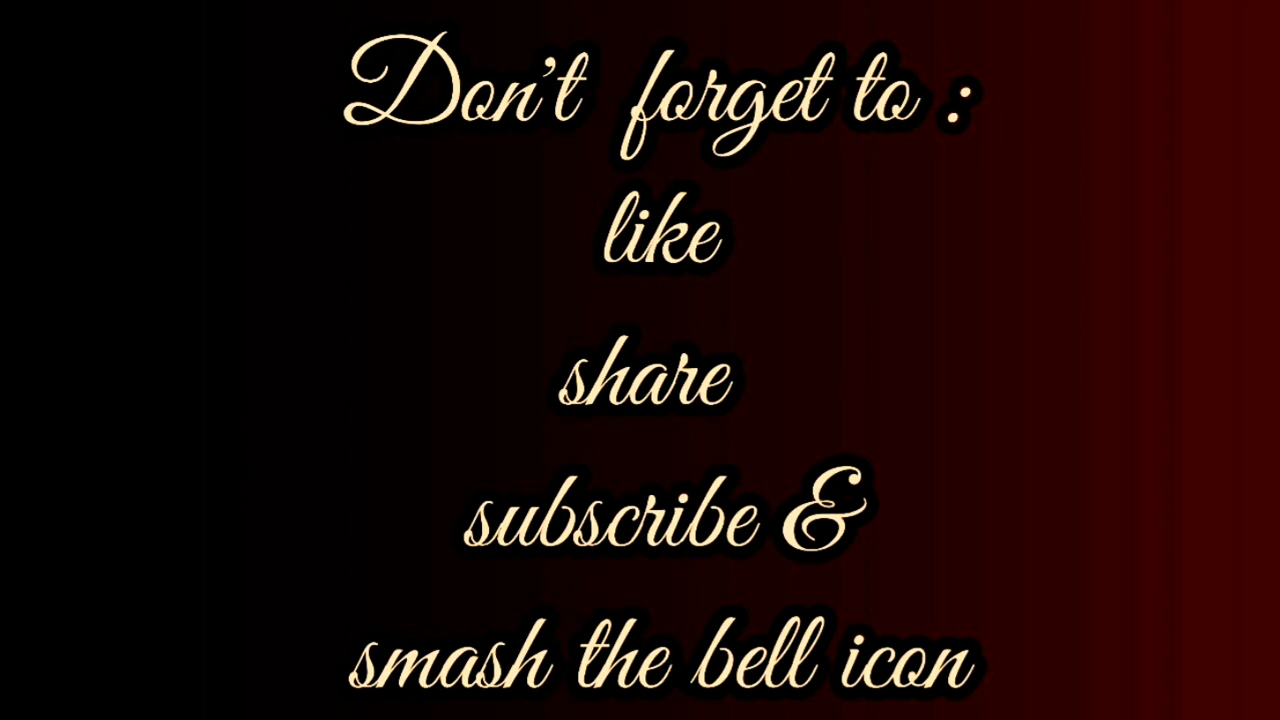 Don't forget to :
like
share
subscribe &
smash the bell icon